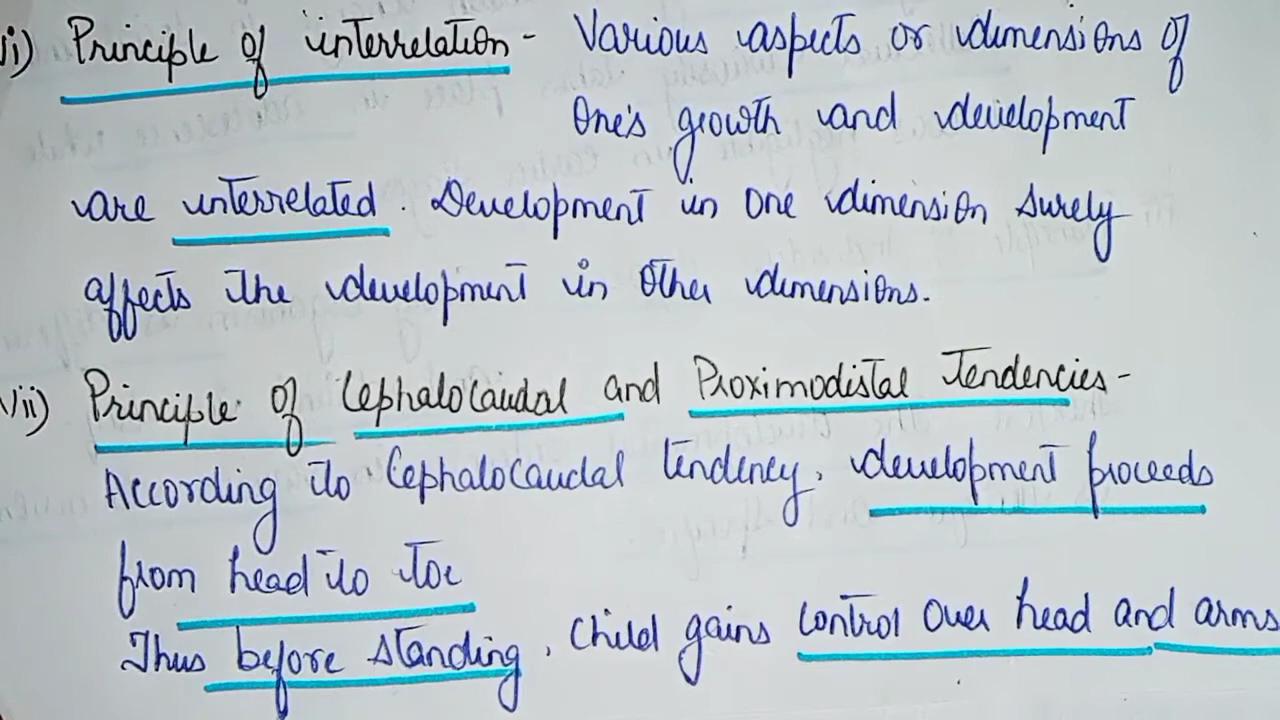 vi) Principle of interrelation - Various aspects or dimensions of
One's growth and development
are interrelated. Development in one dimension surely
affects the development in other dimensions.
vii) Principle of Cephalocaudal and Proximodistal Tendencies -
According to Cephalocaudal tendency, development proceeds
from head to toe
Thus before standing, child gains control over head and arms